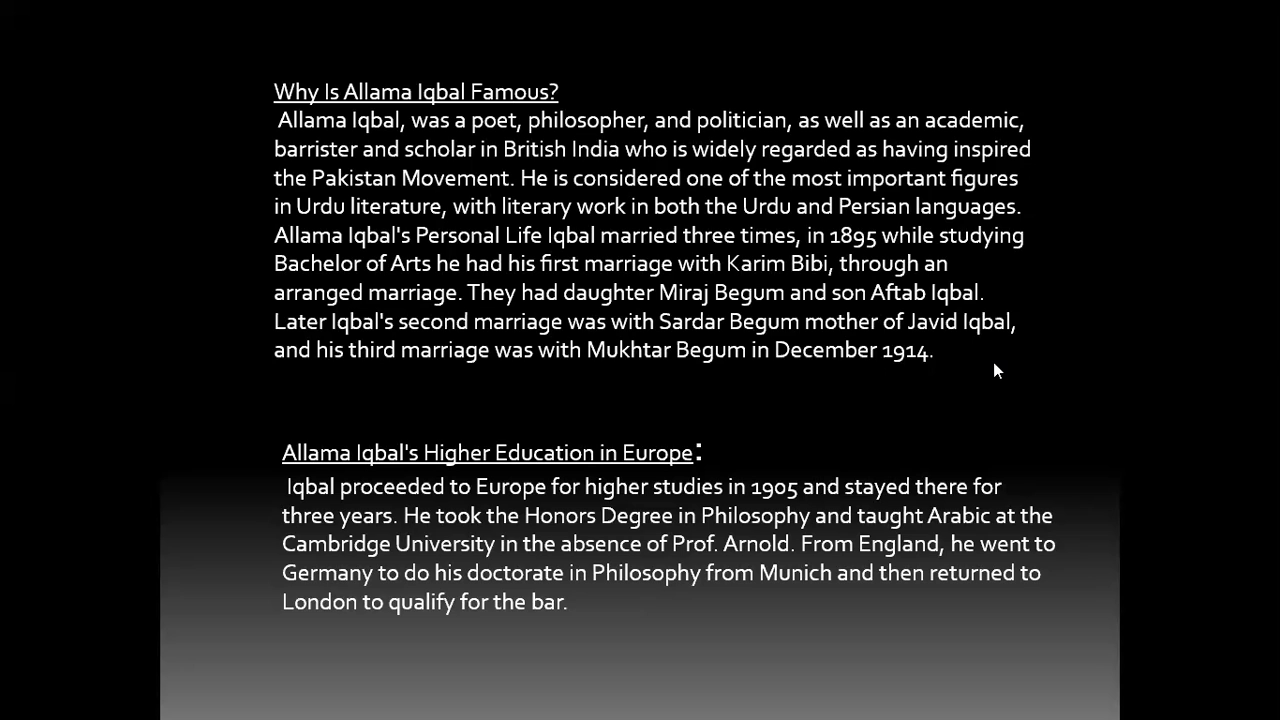 Why Is Allama Iqbal Famous?
Allama Iqbal, was a poet, philosopher, and politician, as well as an academic,
barrister and scholar in British India who is widely regarded as having inspired
the Pakistan Movement. He is considered one of the most important figures
in Urdu literature, with literary work in both the Urdu and Persian languages.
Allama Iqbal's Personal Life Iqbal married three times, in 1895 while studying
Bachelor of Arts he had his first marriage with Karim Bibi, through an
arranged marriage. They had daughter Miraj Begum and son Aftab Iqbal.
Later Iqbal's second marriage was with Sardar Begum mother of Javid Iqbal,
and his third marriage was with Mukhtar Begum in December 1914.
Allama Iqbal's Higher Education in Europe:
Iqbal proceeded to Europe for higher studies in 1905 and stayed there for
three years. He took the Honors Degree in Philosophy and taught Arabic at the
Cambridge University in the absence of Prof. Arnold. From England, he went to
Germany to do his doctorate in Philosophy from Munich and then returned to
London to qualify for the bar.